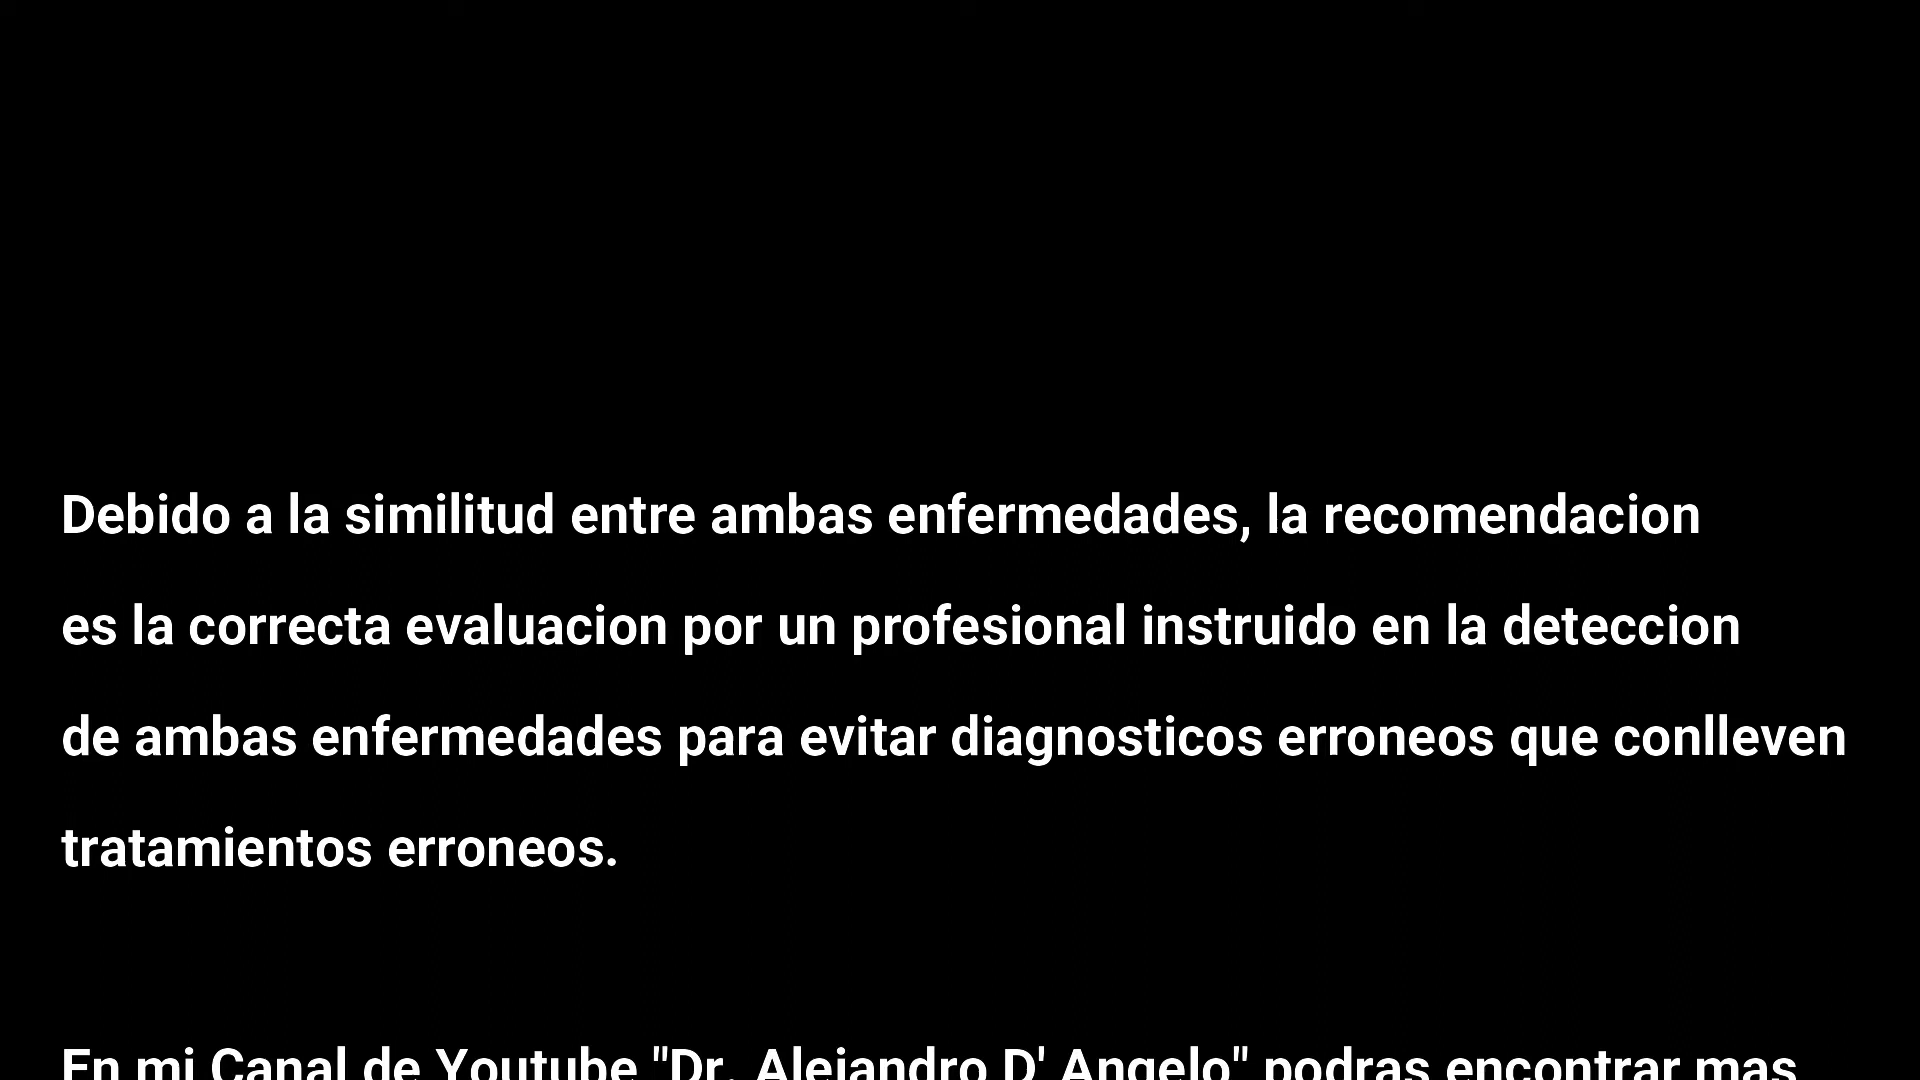 Debido a la similitud entre ambas enfermedades, la recomendacion
es la correcta evaluacion por un profesional instruido en la deteccion
de ambas enfermedades para evitar diagnosticos erroneos que conlleven
tratamientos erroneos.
En mi Canal de Youtube "Dr. Alejandro D' Angelo" podras encontrar mas